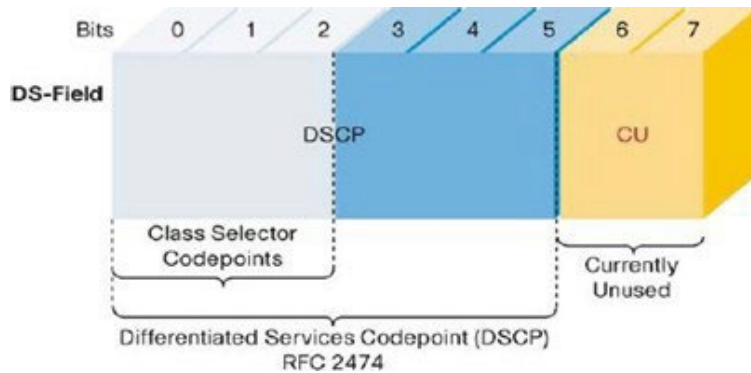 Bits 0 1 2 3 4 5 6 7
DS-Field
DSCP CU
Class Selector
Codepoints
Currently
Unused
Differentiated Services Codepoint (DSCP)
RFC 2474